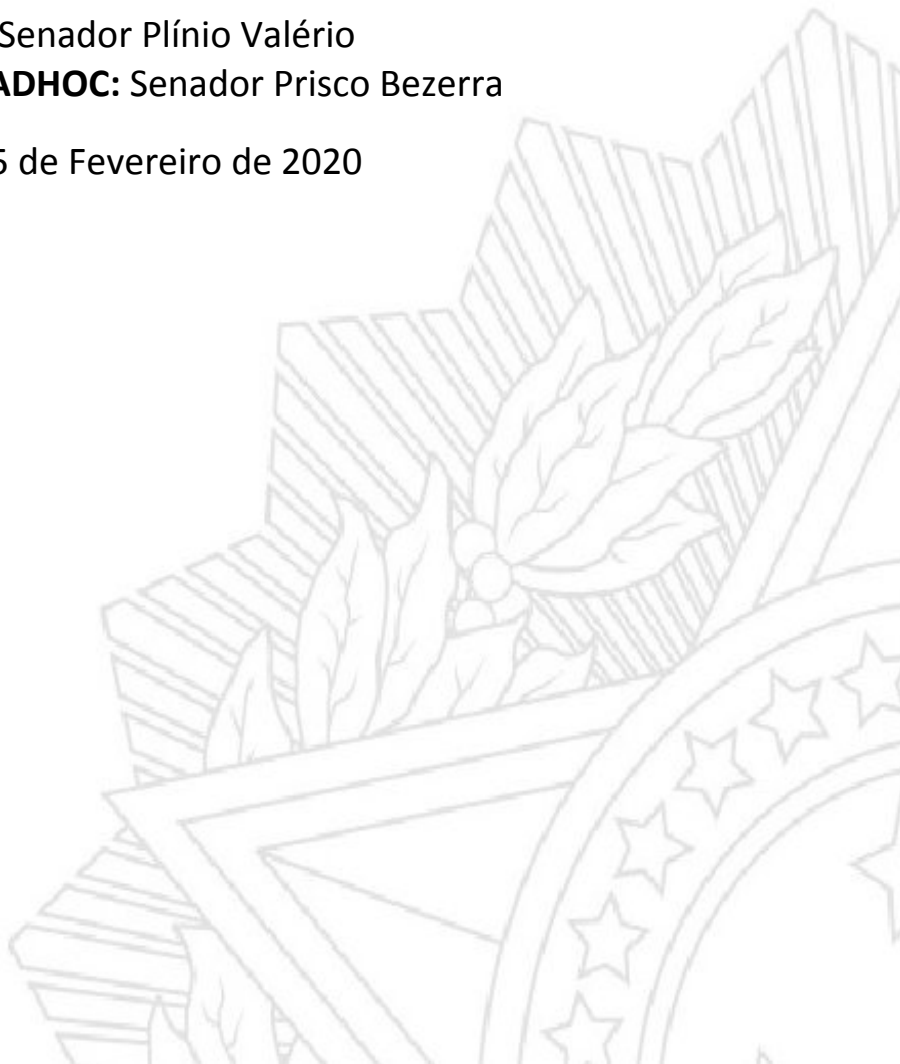 Senador Plínio Valério
ADHOC: Senador Prisco Bezerra
5 de Fevereiro de 2020